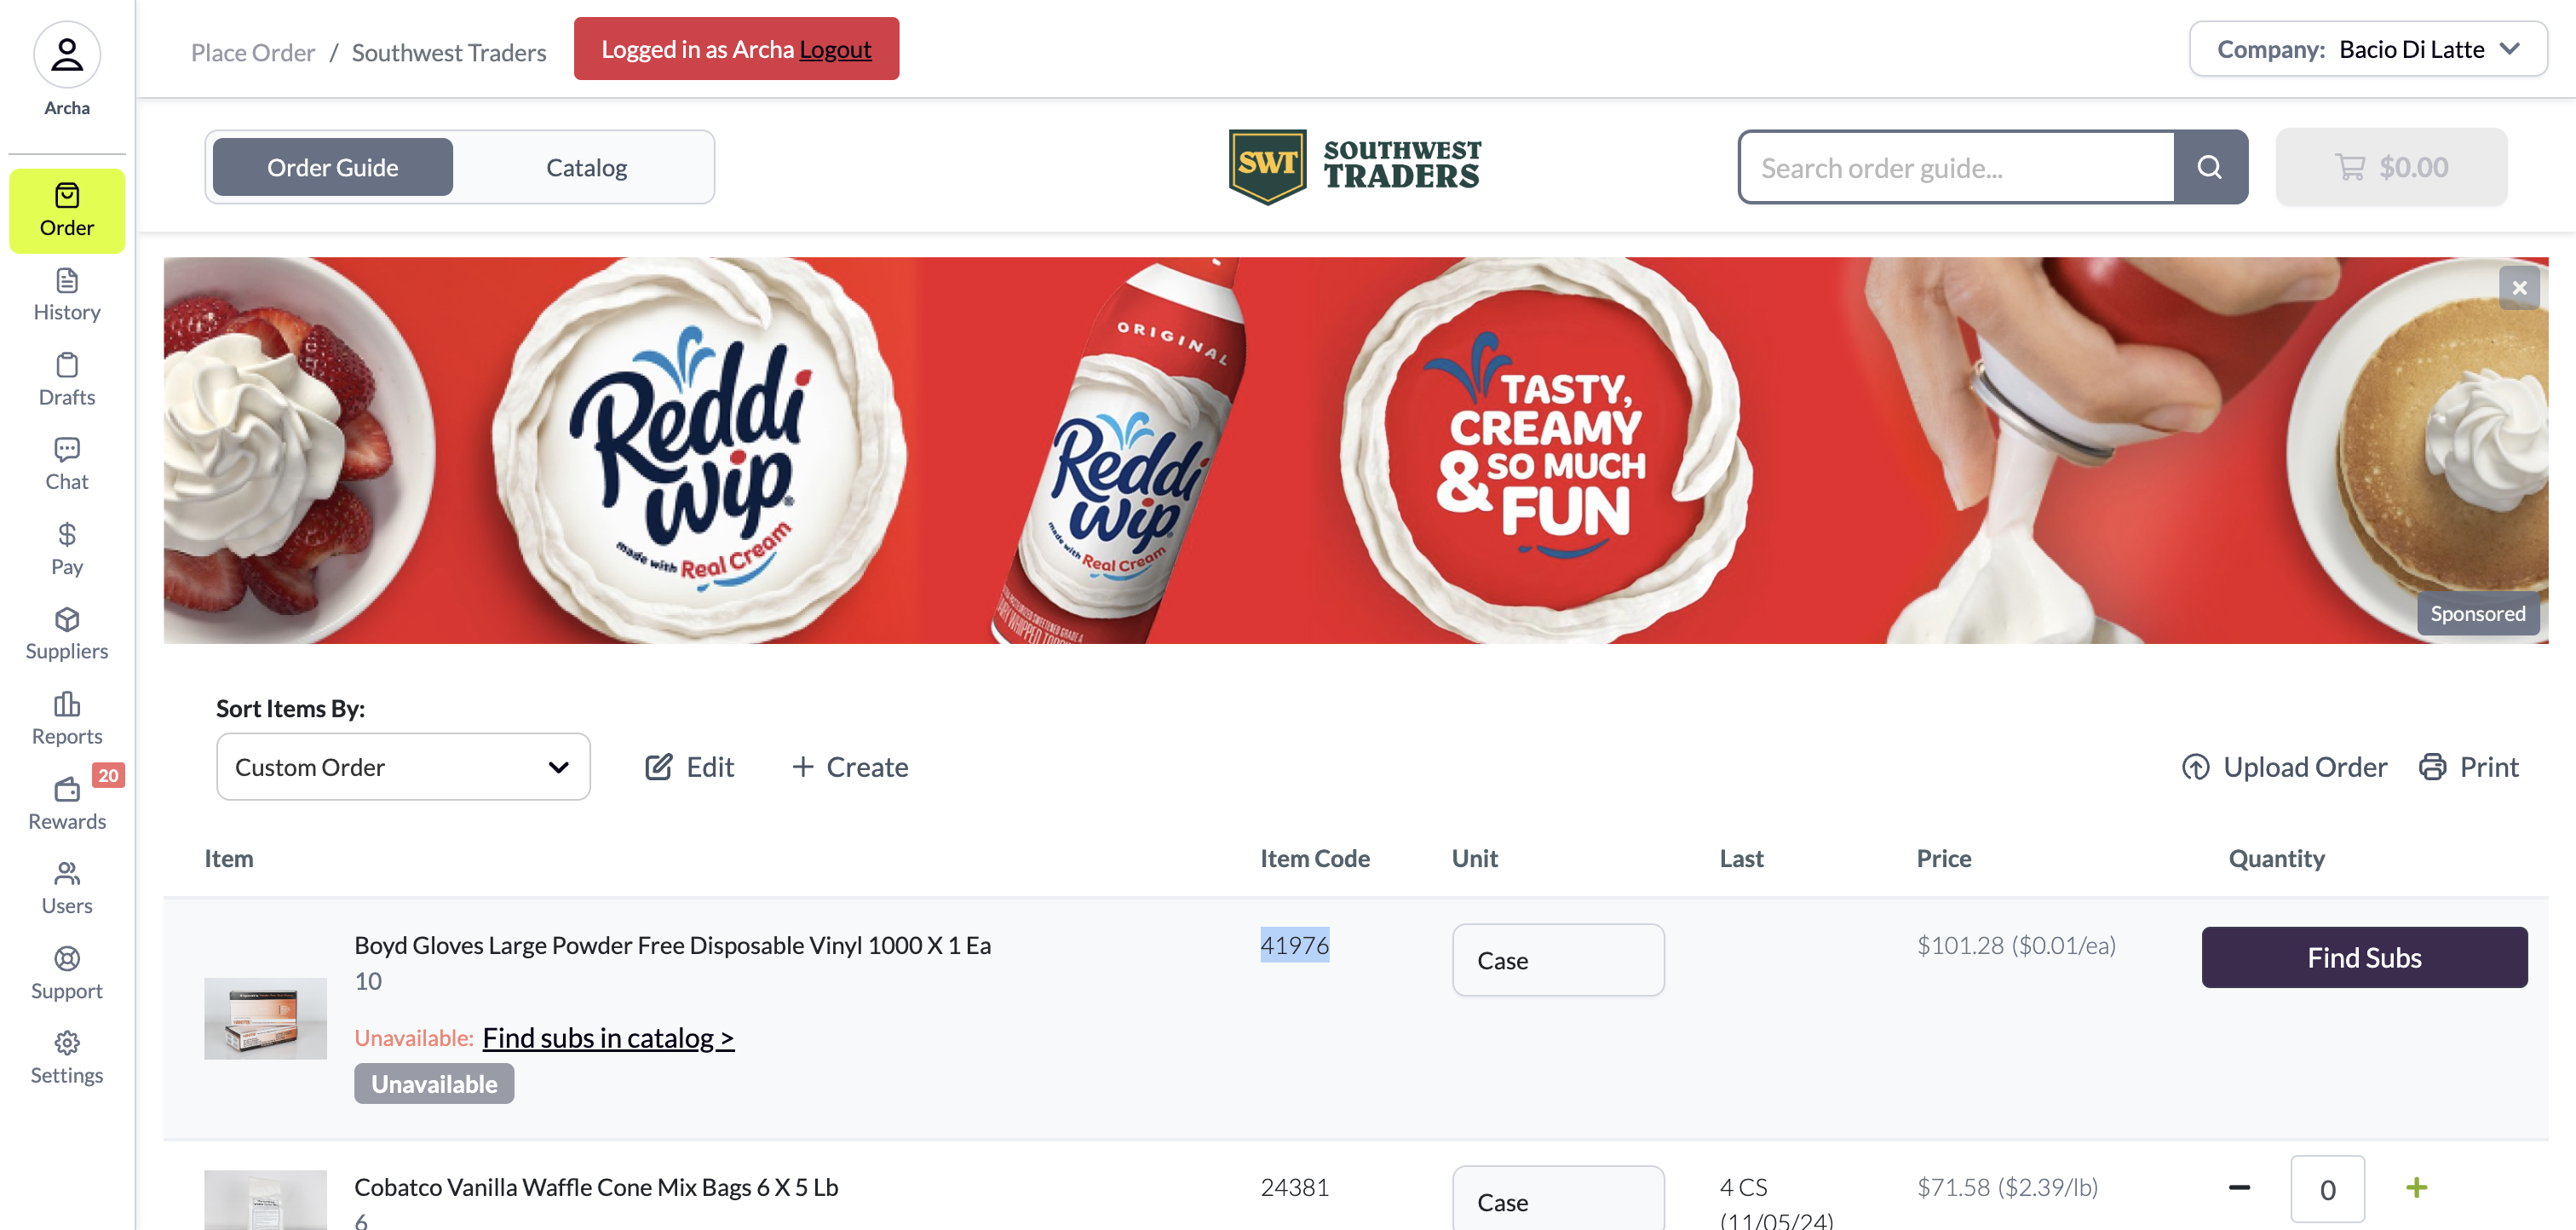 Archa
Order
History
Drafts
Chat
Pay
Suppliers
Reports
20
Rewards
Users
Support
Settings
Place Order / Southwest Traders
Logged in as Archa Logout
Company: Bacio Di Latte
Order Guide
Catalog
SWT
SOUTHWEST
TRADERS
Search order guide...
$0.00
Reddi
wip
made with Real Cream
ORIGINAL
Reddi
wip
made with Real Cream
TASTY,
CREAMY
& SO MUCH
FUN
Sponsored
Sort Items By:
Custom Order
Edit
+ Create
Upload Order
Print
Item Item Code Unit Last Price Quantity
Boyd Gloves Large Powder Free Disposable Vinyl 1000 X 1 Ea
10
Unavailable: Find subs in catalog >
Unavailable
41976
Case
$101.28 ($0.01/ea)
Find Subs
Cobatco Vanilla Waffle Cone Mix Bags 6 X 5 Lb
6
24381
Case
4 CS
(11/05/24)
$71.58 ($2.39/lb)
0